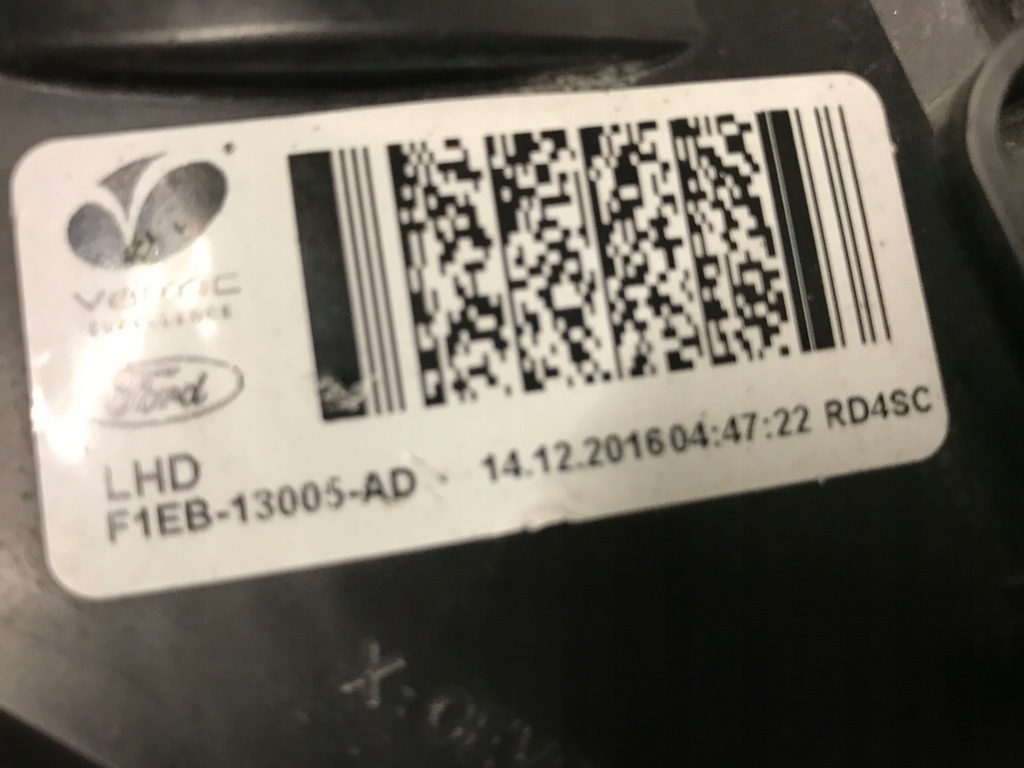 Ford
LHD
F1EB-13005-AD
14.12.2016 04:47:22 RD4SC